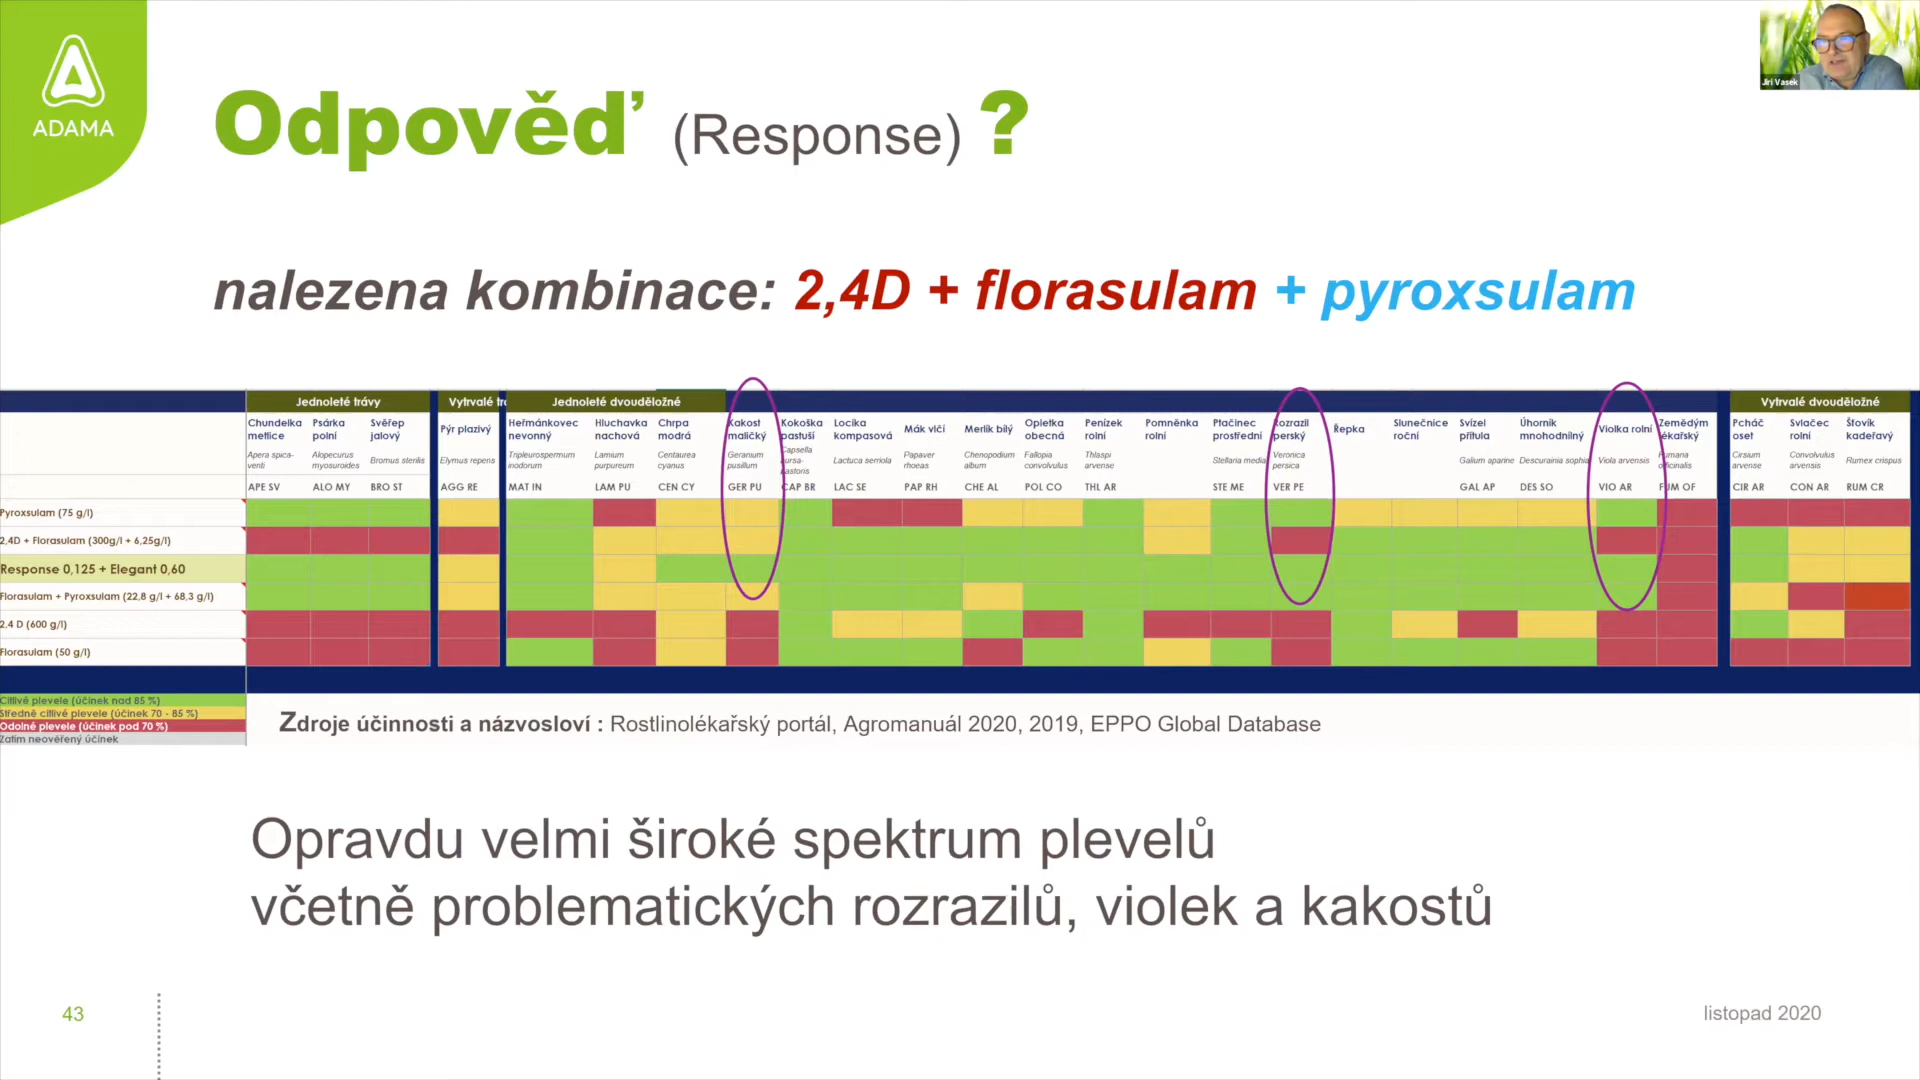 ADAMA
Odpověď (Response) ?
Jiri Vasek
nalezena kombinace: 2,4D + florasulam + pyroxsulam
Jednoleté trávy
Vytrvalé
Jednoleté dvouděložné
Vytrvalé dvouděložné
Chundelka metlice
Psárka polní
Svěřep jalový
Pýr plazivý
Heřmánkovec nevonný
Hluchavka nachová
Chrpa modrá
Kakost maličký
Kokoška pastuší
Locika kompasová
Mák vlčí
Merlík bílý
Opletka obecná
Penízek rolní
Pomněnka rolní
Ptačinec prostřední
Rozrazil perský
Řepka
Slunečnice roční
Svízel přítula
Úhorník mnohodílný
Violka rolní
Zemědým lékařský
Pcháč oset
Svlačec rolní
Šťovík kadeřavý
Apera spica-venti
Alopecurus myosuroides
Bromus sterilis
Elymus repens
Tripleurospermum inodorum
Lamium purpureum
Centaurea cyanus
Geranium pusillum
Capsella bursa-pastoris
Lactuca serriola
Papaver rhoeas
Chenopodium album
Fallopia convolvulus
Thlaspi arvense
Stellaria media
Veronica persica
Galium aparine
Descurainia sophia
Viola arvensis
Fumaria officinalis
Cirsium arvense
Convolvulus arvensis
Rumex crispus
APE SV
ALO MY
BRO ST
AGG RE
MAT IN
LAM PU
CEN CY
GER PU
CAP BR
LAC SE
PAP RH
CHE AL
POL CO
THL AR
STE ME
VER PE
GAL AP
DES SO
VIO AR
FUM OF
CIR AR
CON AR
RUM CR
Pyroxsulam (75 g/l)
2,4D + Florasulam (300g/l + 6,25g/l)
Response 0,125 + Elegant 0,60
Florasulam + Pyroxsulam (22,8 g/l + 68,3 g/l)
2,4 D (600 g/l)
Florasulam (50 g/l)
Citlivé plevele (účinek nad 85 %)
Středně citlivé plevele (účinek 70 - 85 %)
Odolné plevele (účinek pod 70 %)
Zatím neověřený účinek
Zdroje účinnosti a názvosloví : Rostlinolékařský portál, Agromanuál 2020, 2019, EPPO Global Database
Opravdu velmi široké spektrum plevelů
včetně problematických rozrazilů, violek a kakostů
43
listopad 2020